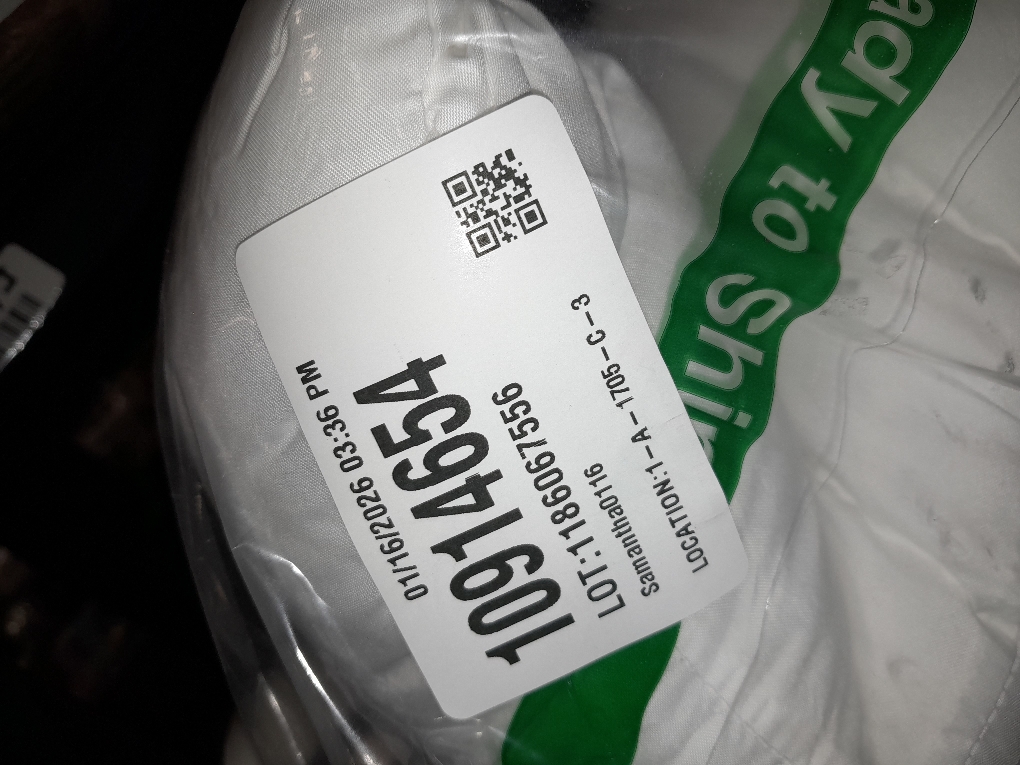 01/16/2026 03:36 PM
10914654
LOT:1186067556
Samantha0116
LOCATION:1-A-1705-C-3
ady to Ship